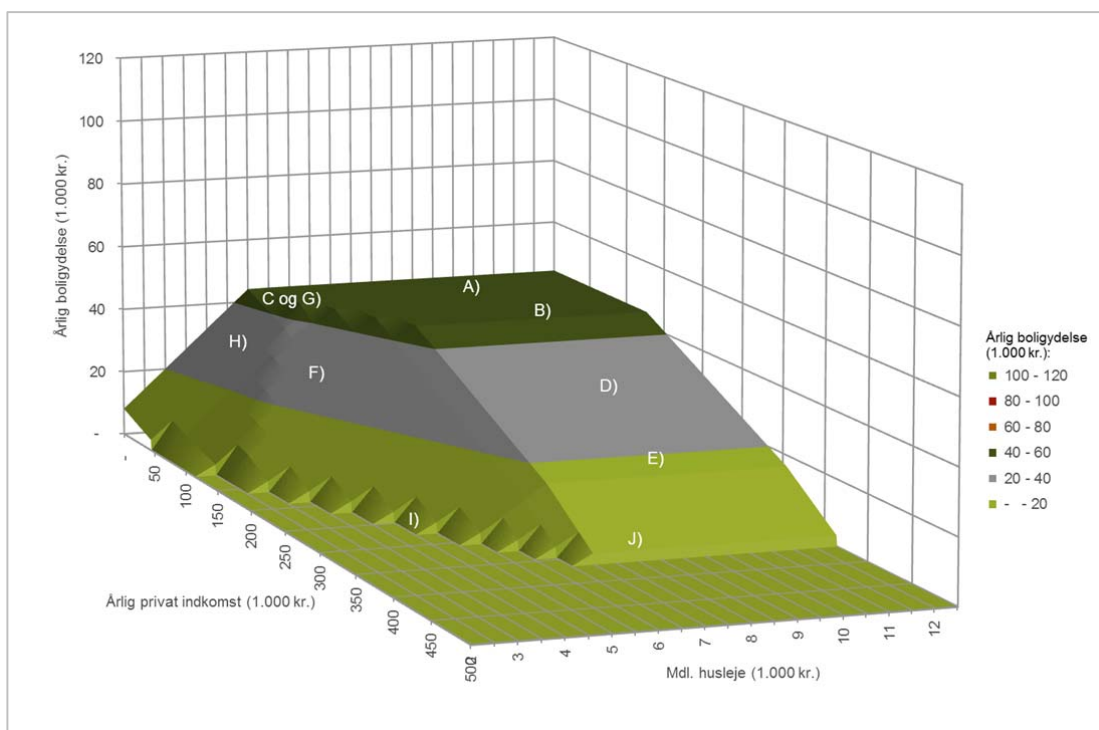 120
100
80
60
40
20
-
Årlig boligydelse (1.000 kr.)
A)
B)
C og G)
D)
E)
F)
H)
I)
J)
-
50
100
150
200
250
300
350
400
450
500
Årlig privat indkomst (1.000 kr.)
2
3
4
5
6
7
8
9
10
11
12
Mdl. husleje (1.000 kr.)
Årlig boligydelse
(1.000 kr.):
100 - 120
80 - 100
60 - 80
40 - 60
20 - 40
- - 20